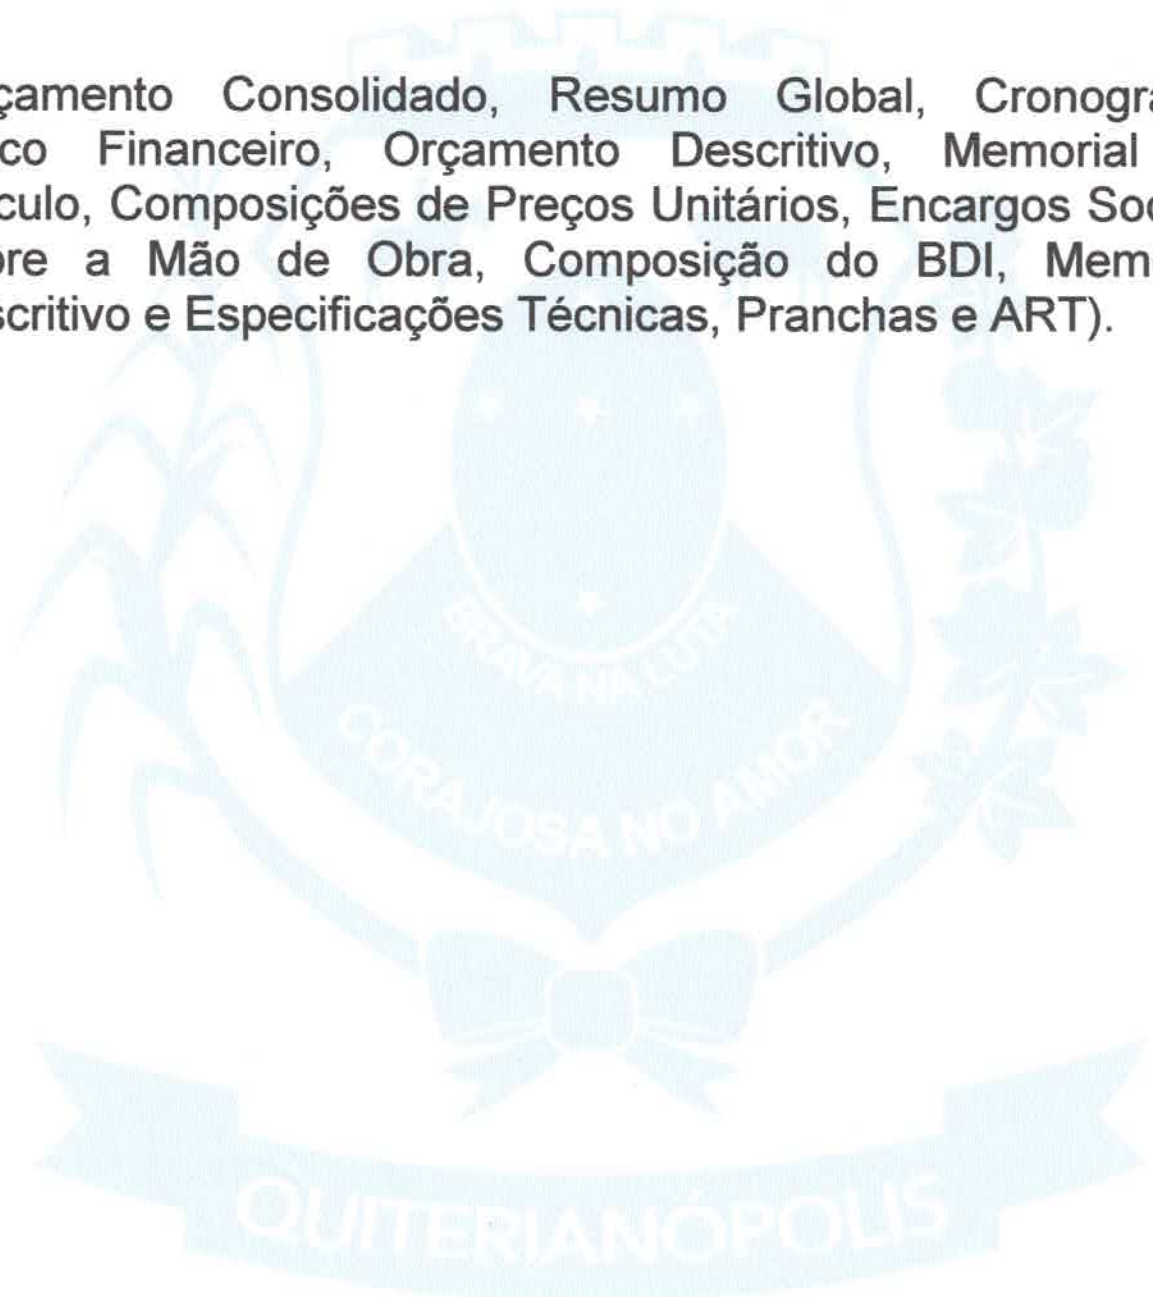 çamento Consolidado, Resumo Global, Cronogra
co Financeiro, Orçamento Descritivo, Memorial
culo, Composições de Preços Unitários, Encargos Soc
re a Mão de Obra, Composição do BDI, Mem
scritivo e Especificações Técnicas, Pranchas e ART).
BRAVA NA LUTA
CORAJOSA NO AMOR
QUITERIANÓPOLIS